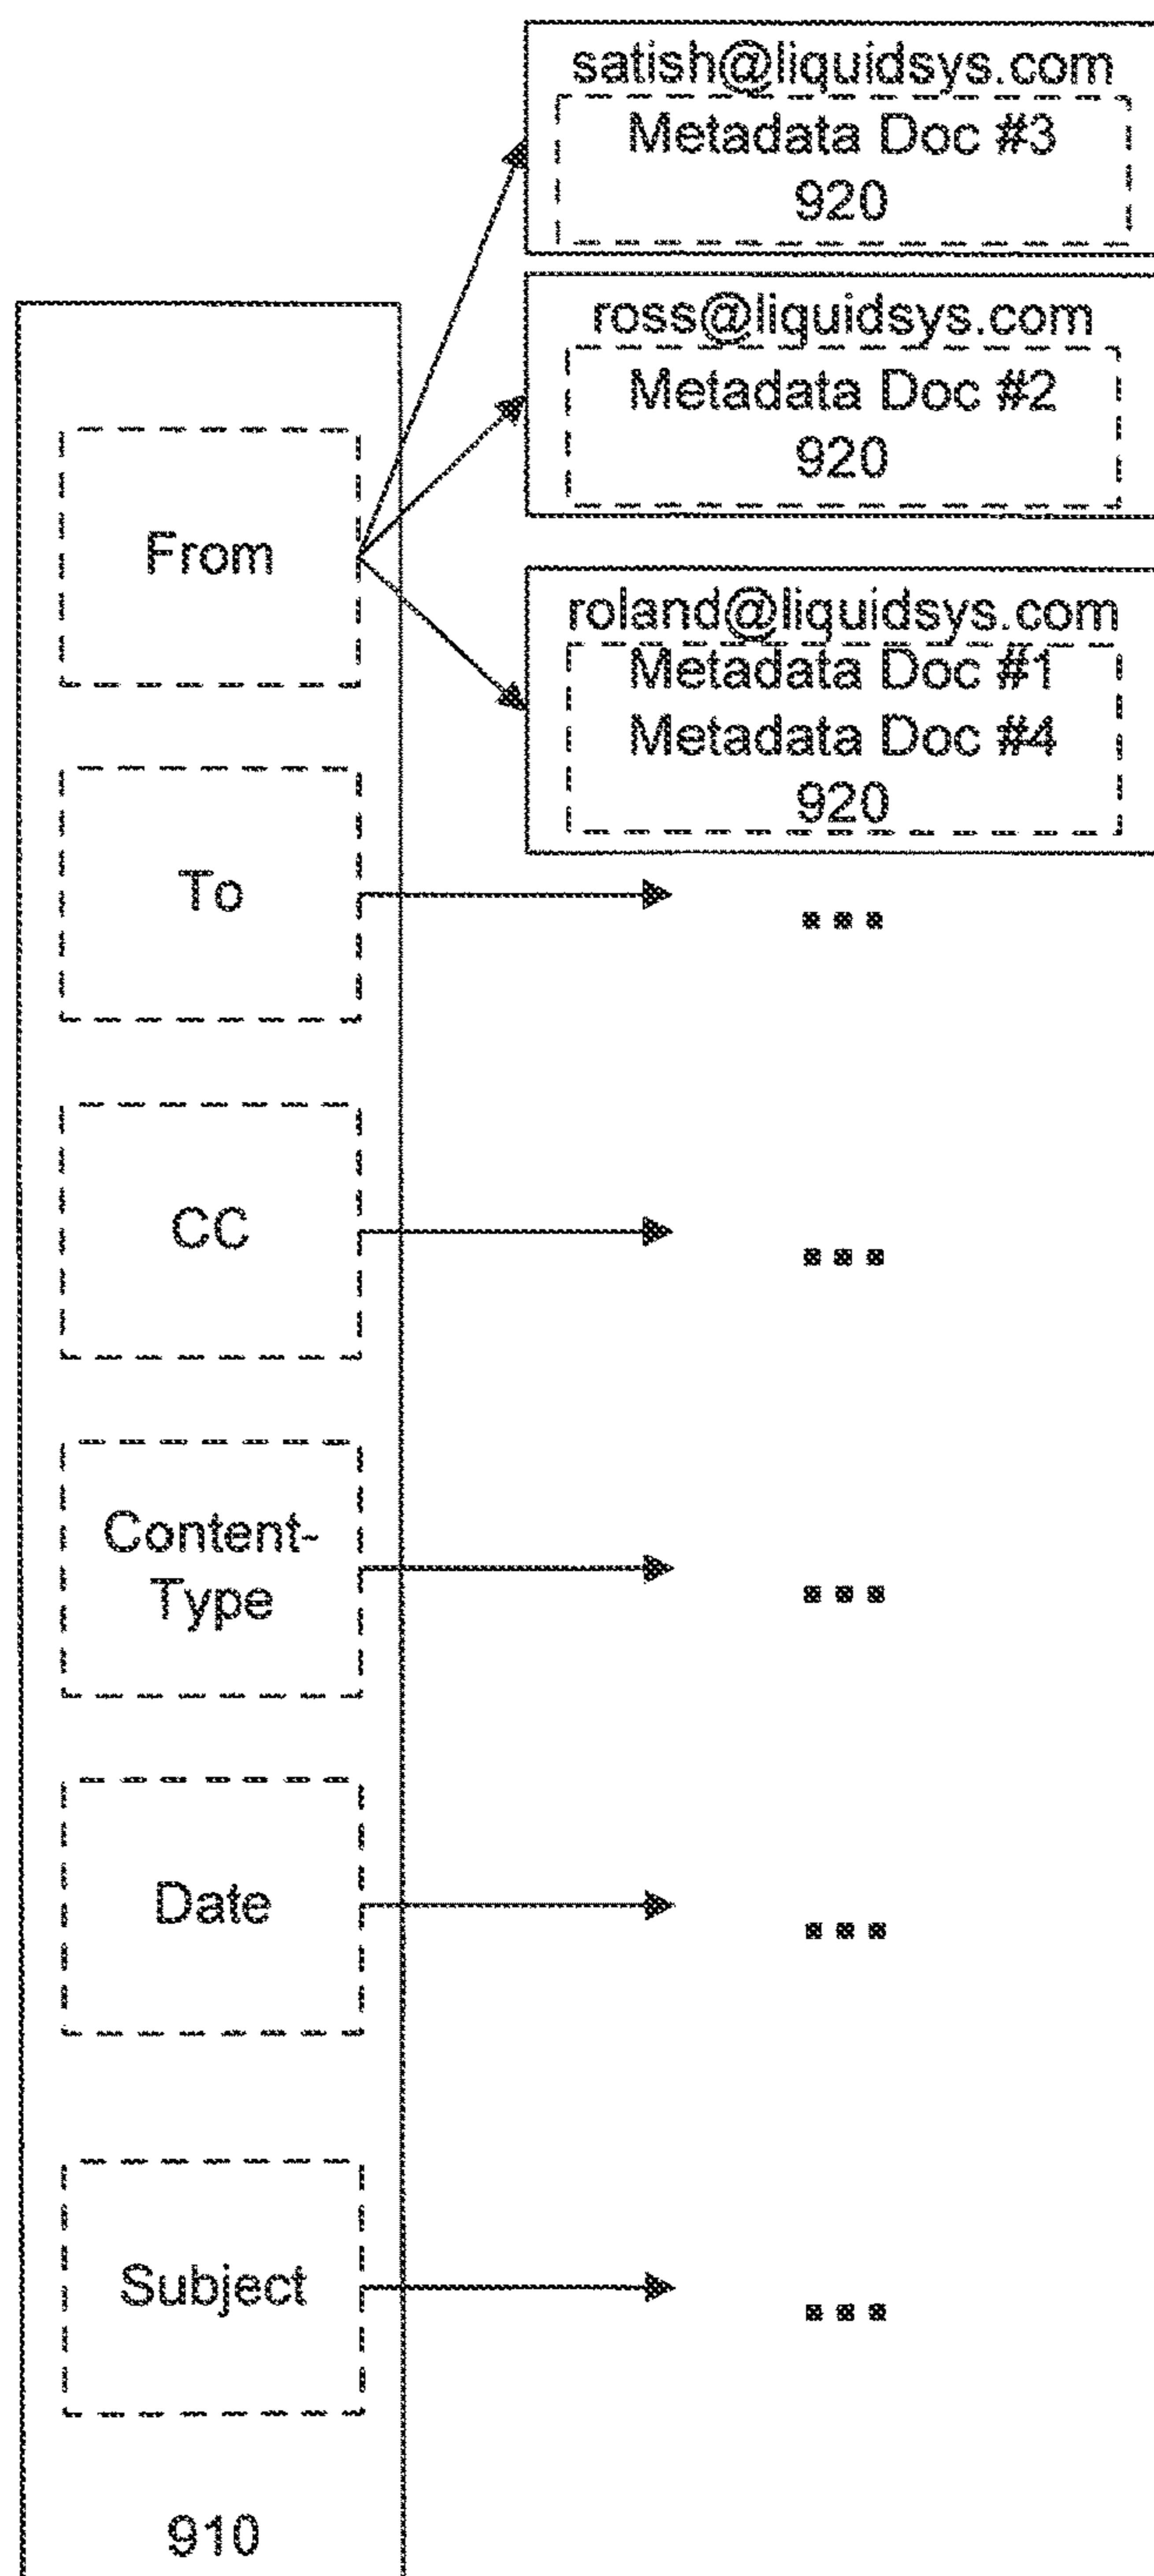 satish@liquidsys.com
Metadata Doc #3
920
ross@liquidsys.com
Metadata Doc #2
920
From
roland@liquidsys.com
Metadata Doc #1
Metadata Doc #4
920
To
...
CC
...
Content-
Type
...
Date
...
Subject
...
910